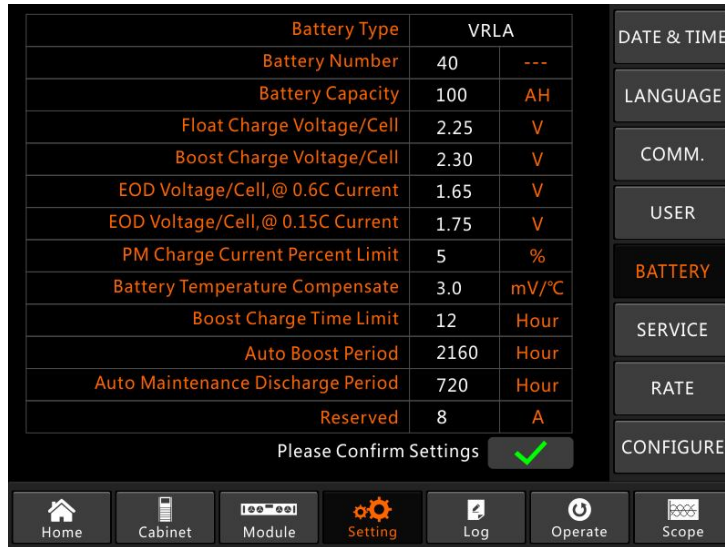 Battery Type VRLA
Battery Number 40 ---
Battery Capacity 100 AH
Float Charge Voltage/Cell 2.25 V
Boost Charge Voltage/Cell 2.30 V
EOD Voltage/Cell,@ 0.6C Current 1.65 V
EOD Voltage/Cell,@ 0.15C Current 1.75 V
PM Charge Current Percent Limit 5 %
Battery Temperature Compensate 3.0 mV/℃
Boost Charge Time Limit 12 Hour
Auto Boost Period 2160 Hour
Auto Maintenance Discharge Period 720 Hour
Reserved 8 A
Please Confirm Settings
DATE & TIME
LANGUAGE
COMM.
USER
BATTERY
SERVICE
RATE
CONFIGURE
Home Cabinet Module Setting Log Operate Scope